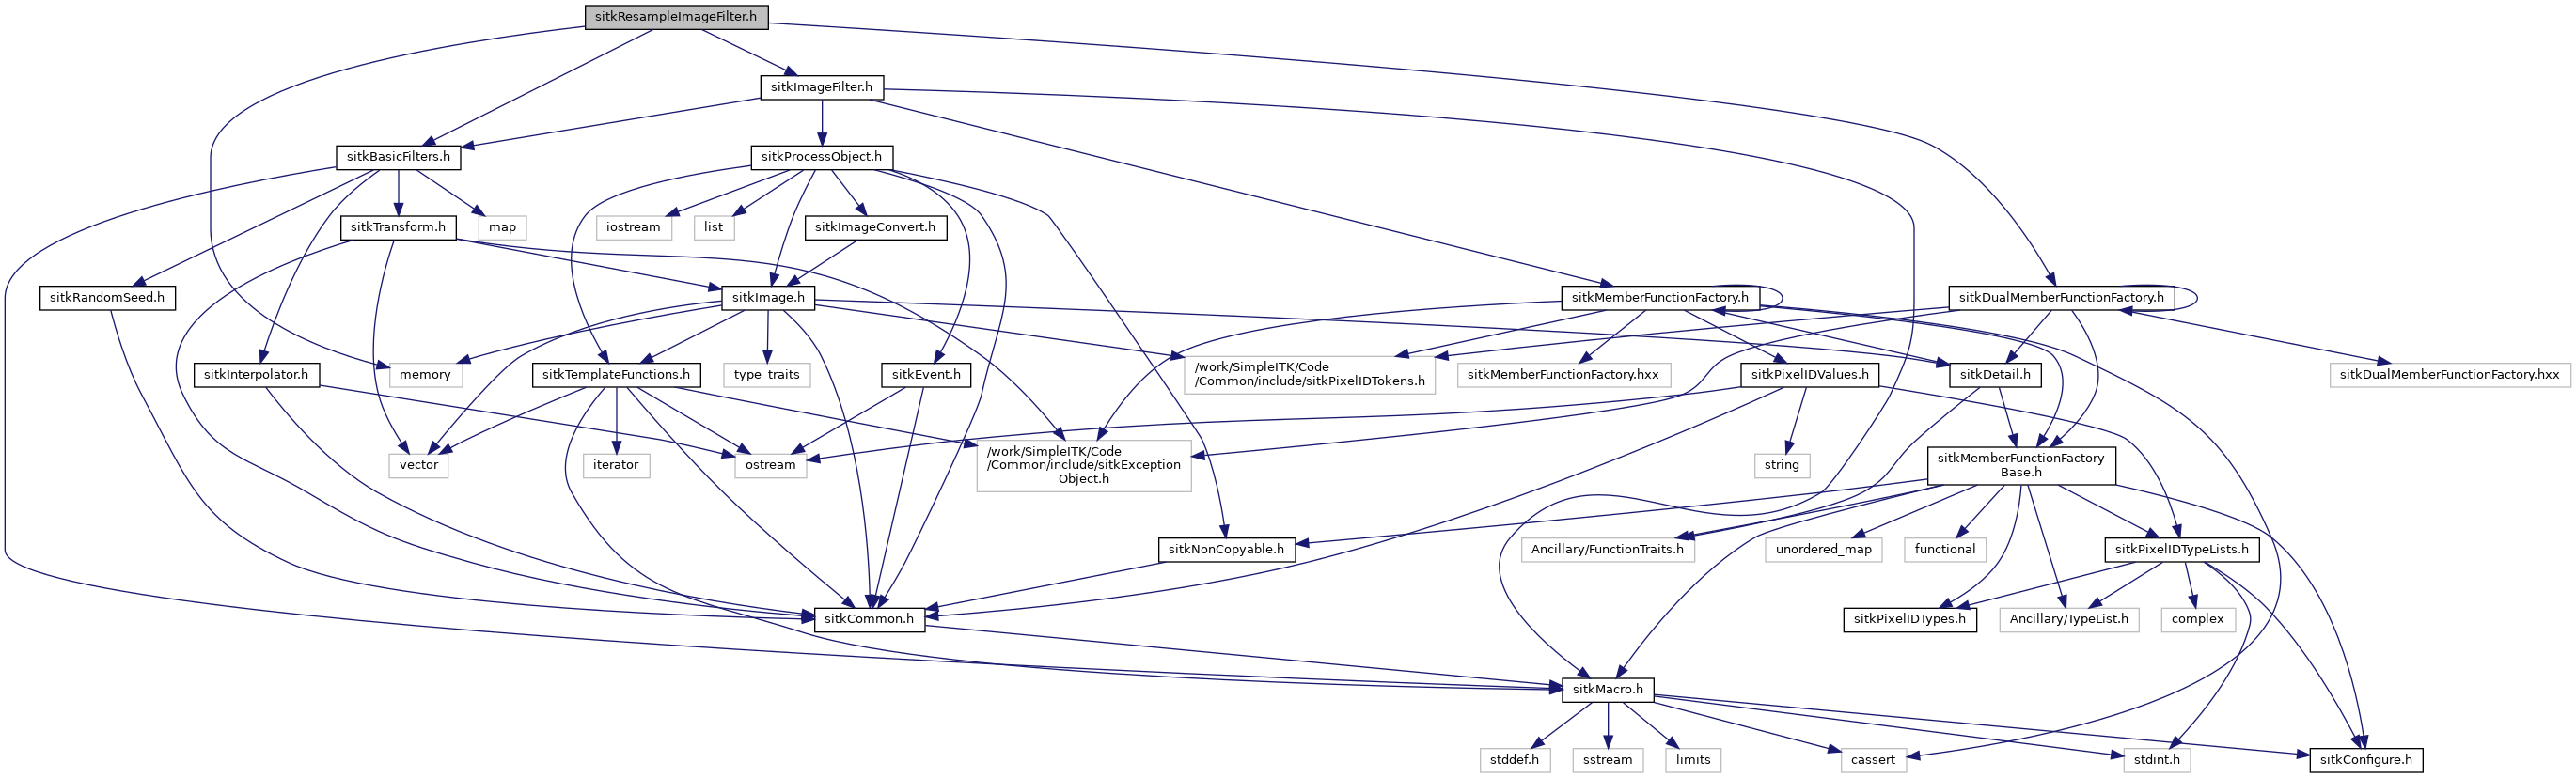 sitkResampleImageFilter.h
sitkImageFilter.h
sitkBasicFilters.h
sitkProcessObject.h
sitkTransform.h
map
iostream
list
sitkImageConvert.h
sitkRandomSeed.h
sitkImage.h
sitkMemberFunctionFactory.h
sitkDualMemberFunctionFactory.h
sitkInterpolator.h
memory
sitkTemplateFunctions.h
type_traits
sitkEvent.h
/work/SimpleITK/Code
/Common/include/sitkPixelIDTokens.h
sitkMemberFunctionFactory.hxx
sitkPixelIDValues.h
sitkDetail.h
sitkDualMemberFunctionFactory.hxx
vector
iterator
ostream
/work/SimpleITK/Code
/Common/include/sitkException
Object.h
string
sitkMemberFunctionFactory
Base.h
sitkNonCopyable.h
Ancillary/FunctionTraits.h
unordered_map
functional
sitkPixelIDTypeLists.h
sitkCommon.h
sitkPixelIDTypes.h
Ancillary/TypeList.h
complex
sitkMacro.h
stddef.h
sstream
limits
cassert
stdint.h
sitkConfigure.h